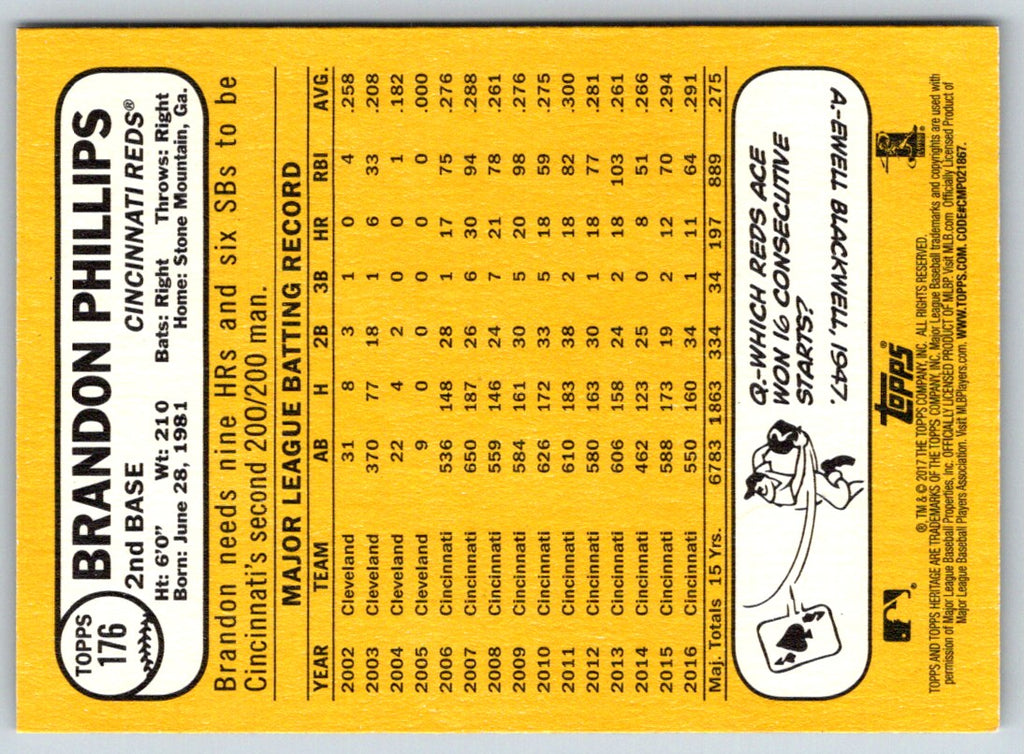 TOPPS
176
BRANDON PHILLIPS
2nd BASE CINCINNATI REDS®
Ht: 6'0" Wt: 210 Bats: Right Throws: Right
Born: June 28, 1981 Home: Stone Mountain, Ga.
Brandon needs nine HRs and six SBs to be
Cincinnati's second 200/200 man.
MAJOR LEAGUE BATTING RECORD
YEAR TEAM AB H 2B 3B HR RBI AVG.
2002 Cleveland 31 8 3 1 0 4 .258
2003 Cleveland 370 77 18 1 6 33 .208
2004 Cleveland 22 4 2 0 0 1 .182
2005 Cleveland 9 0 0 0 0 0 .000
2006 Cincinnati 536 148 28 1 17 75 .276
2007 Cincinnati 650 187 26 6 30 94 .288
2008 Cincinnati 559 146 24 7 21 78 .261
2009 Cincinnati 584 161 30 5 20 98 .276
2010 Cincinnati 626 172 33 5 18 59 .275
2011 Cincinnati 610 183 38 2 18 82 .300
2012 Cincinnati 580 163 30 1 18 77 .281
2013 Cincinnati 606 158 24 2 18 103 .261
2014 Cincinnati 462 123 25 0 8 51 .266
2015 Cincinnati 588 173 19 2 12 70 .294
2016 Cincinnati 550 160 34 1 11 64 .291
Maj. Totals 15 Yrs. 6783 1863 334 34 197 889 .275
Q.-WHICH REDS ACE
WON 16 CONSECUTIVE
STARTS?
A.-EWELL BLACKWELL, 1947.
topps®
®, TM & © 2017 THE TOPPS COMPANY, INC. ALL RIGHTS RESERVED.
TOPPS AND TOPPS HERITAGE ARE TRADEMARKS OF THE TOPPS COMPANY, INC. Major League Baseball trademarks and copyrights are used with
permission of Major League Baseball Properties, Inc. OFFICIALLY LICENSED PRODUCT OF MLBP. Visit MLB.com. Officially Licensed Product of
Major League Baseball Players Association. Visit MLBPlayers.com. WWW.TOPPS.COM. CODE#CMP021867.